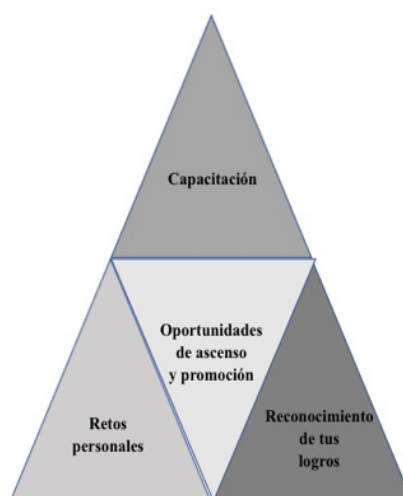 Capacitación
Oportunidades
de ascenso
y promoción
Retos
personales
Reconocimiento
de tus
logros